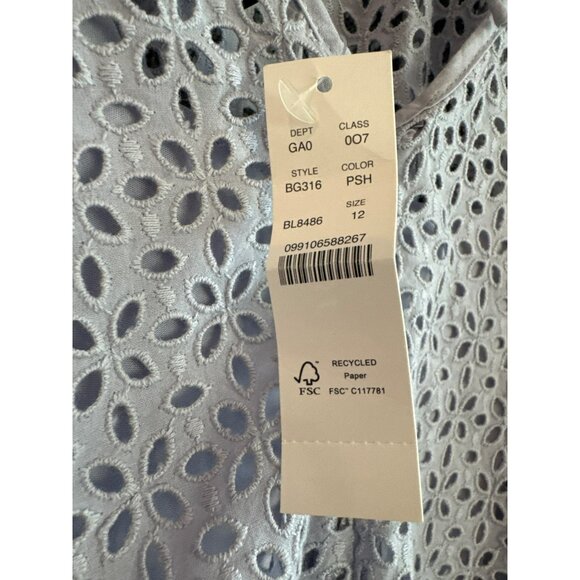 DEPT CLASS
GA0 0O7
STYLE COLOR
BG316 PSH
SIZE
BL8486 12
099106588267
RECYCLED
Paper
FSC™ C117781
FSC